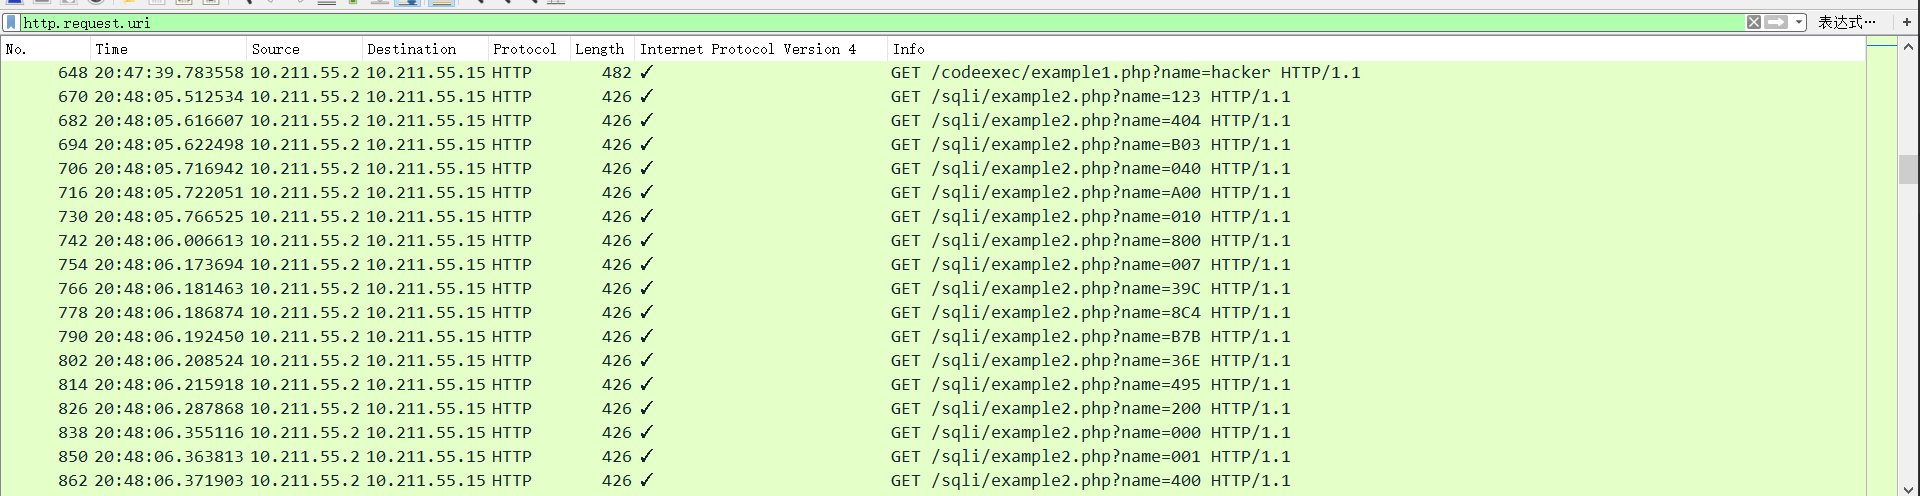 http.request.uri 表达式… +
No. Time Source Destination Protocol Length Internet Protocol Version 4 Info
648 20:47:39.783558 10.211.55.2 10.211.55.15 HTTP 482 ✓ GET /codeexec/example1.php?name=hacker HTTP/1.1
670 20:48:05.512534 10.211.55.2 10.211.55.15 HTTP 426 ✓ GET /sqli/example2.php?name=123 HTTP/1.1
682 20:48:05.616607 10.211.55.2 10.211.55.15 HTTP 426 ✓ GET /sqli/example2.php?name=404 HTTP/1.1
694 20:48:05.622498 10.211.55.2 10.211.55.15 HTTP 426 ✓ GET /sqli/example2.php?name=B03 HTTP/1.1
706 20:48:05.716942 10.211.55.2 10.211.55.15 HTTP 426 ✓ GET /sqli/example2.php?name=040 HTTP/1.1
716 20:48:05.722051 10.211.55.2 10.211.55.15 HTTP 426 ✓ GET /sqli/example2.php?name=A00 HTTP/1.1
730 20:48:05.766525 10.211.55.2 10.211.55.15 HTTP 426 ✓ GET /sqli/example2.php?name=010 HTTP/1.1
742 20:48:06.006613 10.211.55.2 10.211.55.15 HTTP 426 ✓ GET /sqli/example2.php?name=800 HTTP/1.1
754 20:48:06.173694 10.211.55.2 10.211.55.15 HTTP 426 ✓ GET /sqli/example2.php?name=007 HTTP/1.1
766 20:48:06.181463 10.211.55.2 10.211.55.15 HTTP 426 ✓ GET /sqli/example2.php?name=39C HTTP/1.1
778 20:48:06.186874 10.211.55.2 10.211.55.15 HTTP 426 ✓ GET /sqli/example2.php?name=8C4 HTTP/1.1
790 20:48:06.192450 10.211.55.2 10.211.55.15 HTTP 426 ✓ GET /sqli/example2.php?name=B7B HTTP/1.1
802 20:48:06.208524 10.211.55.2 10.211.55.15 HTTP 426 ✓ GET /sqli/example2.php?name=36E HTTP/1.1
814 20:48:06.215918 10.211.55.2 10.211.55.15 HTTP 426 ✓ GET /sqli/example2.php?name=495 HTTP/1.1
826 20:48:06.287868 10.211.55.2 10.211.55.15 HTTP 426 ✓ GET /sqli/example2.php?name=200 HTTP/1.1
838 20:48:06.355116 10.211.55.2 10.211.55.15 HTTP 426 ✓ GET /sqli/example2.php?name=000 HTTP/1.1
850 20:48:06.363813 10.211.55.2 10.211.55.15 HTTP 426 ✓ GET /sqli/example2.php?name=001 HTTP/1.1
862 20:48:06.371903 10.211.55.2 10.211.55.15 HTTP 426 ✓ GET /sqli/example2.php?name=400 HTTP/1.1